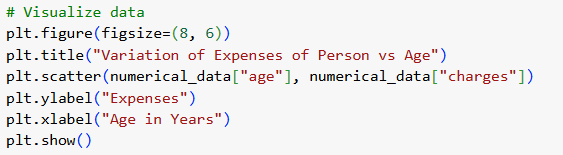 # Visualize data
plt.figure(figsize=(8, 6))
plt.title("Variation of Expenses of Person vs Age")
plt.scatter(numerical_data["age"], numerical_data["charges"])
plt.ylabel("Expenses")
plt.xlabel("Age in Years")
plt.show()